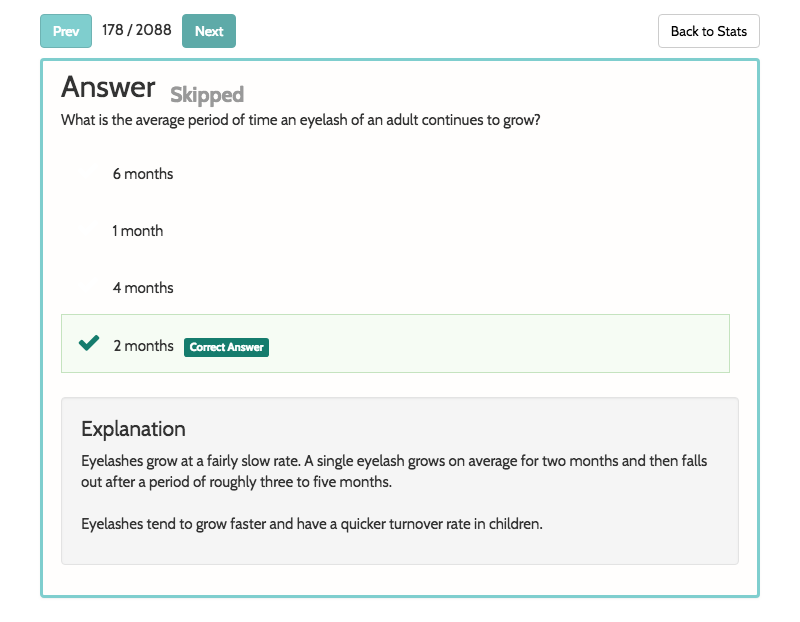 Prev 178 / 2088 Next Back to Stats
Answer Skipped
What is the average period of time an eyelash of an adult continues to grow?
6 months
1 month
4 months
2 months Correct Answer
Explanation
Eyelashes grow at a fairly slow rate. A single eyelash grows on average for two months and then falls
out after a period of roughly three to five months.
Eyelashes tend to grow faster and have a quicker turnover rate in children.